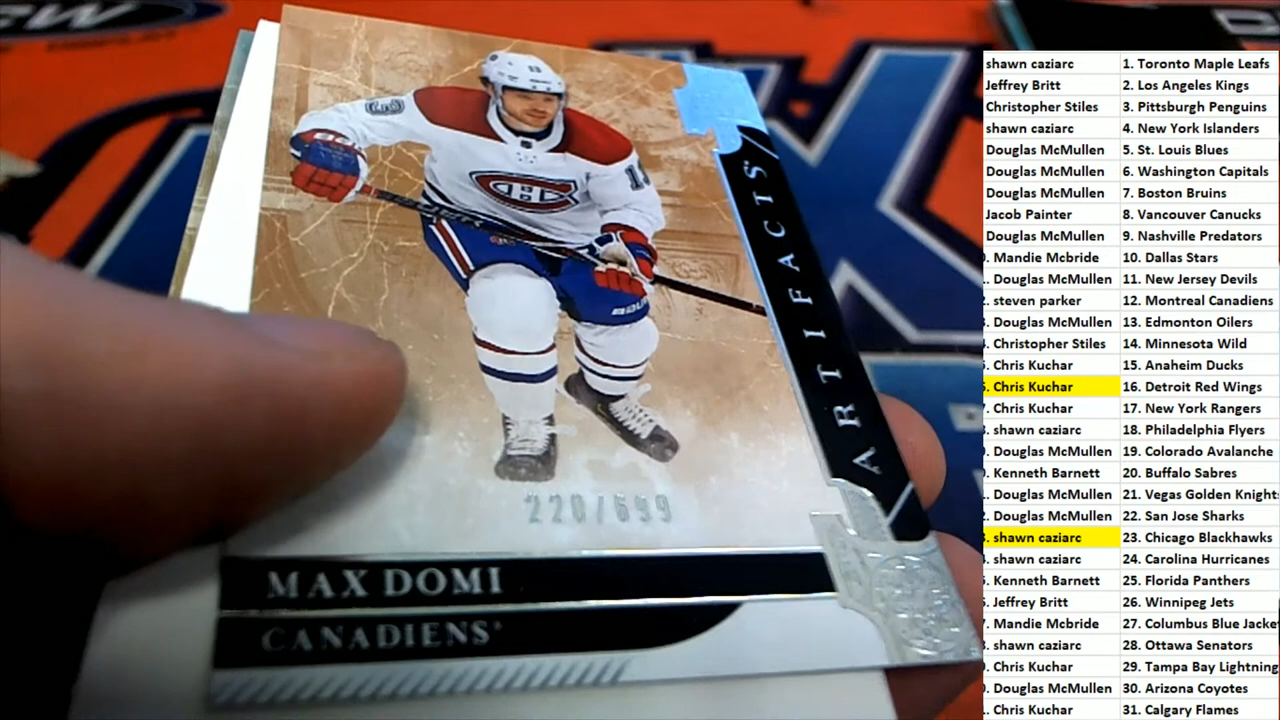 13
13
ARTIFACTS
220/699
MAX DOMI
CANADIENS
shawn caziarc 1. Toronto Maple Leafs
Jeffrey Britt 2. Los Angeles Kings
Christopher Stiles 3. Pittsburgh Penguins
shawn caziarc 4. New York Islanders
Douglas McMullen 5. St. Louis Blues
Douglas McMullen 6. Washington Capitals
Douglas McMullen 7. Boston Bruins
Jacob Painter 8. Vancouver Canucks
Douglas McMullen 9. Nashville Predators
. Mandie Mcbride 10. Dallas Stars
. Douglas McMullen 11. New Jersey Devils
. steven parker 12. Montreal Canadiens
. Douglas McMullen 13. Edmonton Oilers
. Christopher Stiles 14. Minnesota Wild
. Chris Kuchar 15. Anaheim Ducks
. Chris Kuchar 16. Detroit Red Wings
. Chris Kuchar 17. New York Rangers
. shawn caziarc 18. Philadelphia Flyers
. Douglas McMullen 19. Colorado Avalanche
. Kenneth Barnett 20. Buffalo Sabres
. Douglas McMullen 21. Vegas Golden Knights
. Douglas McMullen 22. San Jose Sharks
. shawn caziarc 23. Chicago Blackhawks
. shawn caziarc 24. Carolina Hurricanes
. Kenneth Barnett 25. Florida Panthers
. Jeffrey Britt 26. Winnipeg Jets
. Mandie Mcbride 27. Columbus Blue Jacke
. shawn caziarc 28. Ottawa Senators
. Chris Kuchar 29. Tampa Bay Lightning
. Douglas McMullen 30. Arizona Coyotes
. Chris Kuchar 31. Calgary Flames